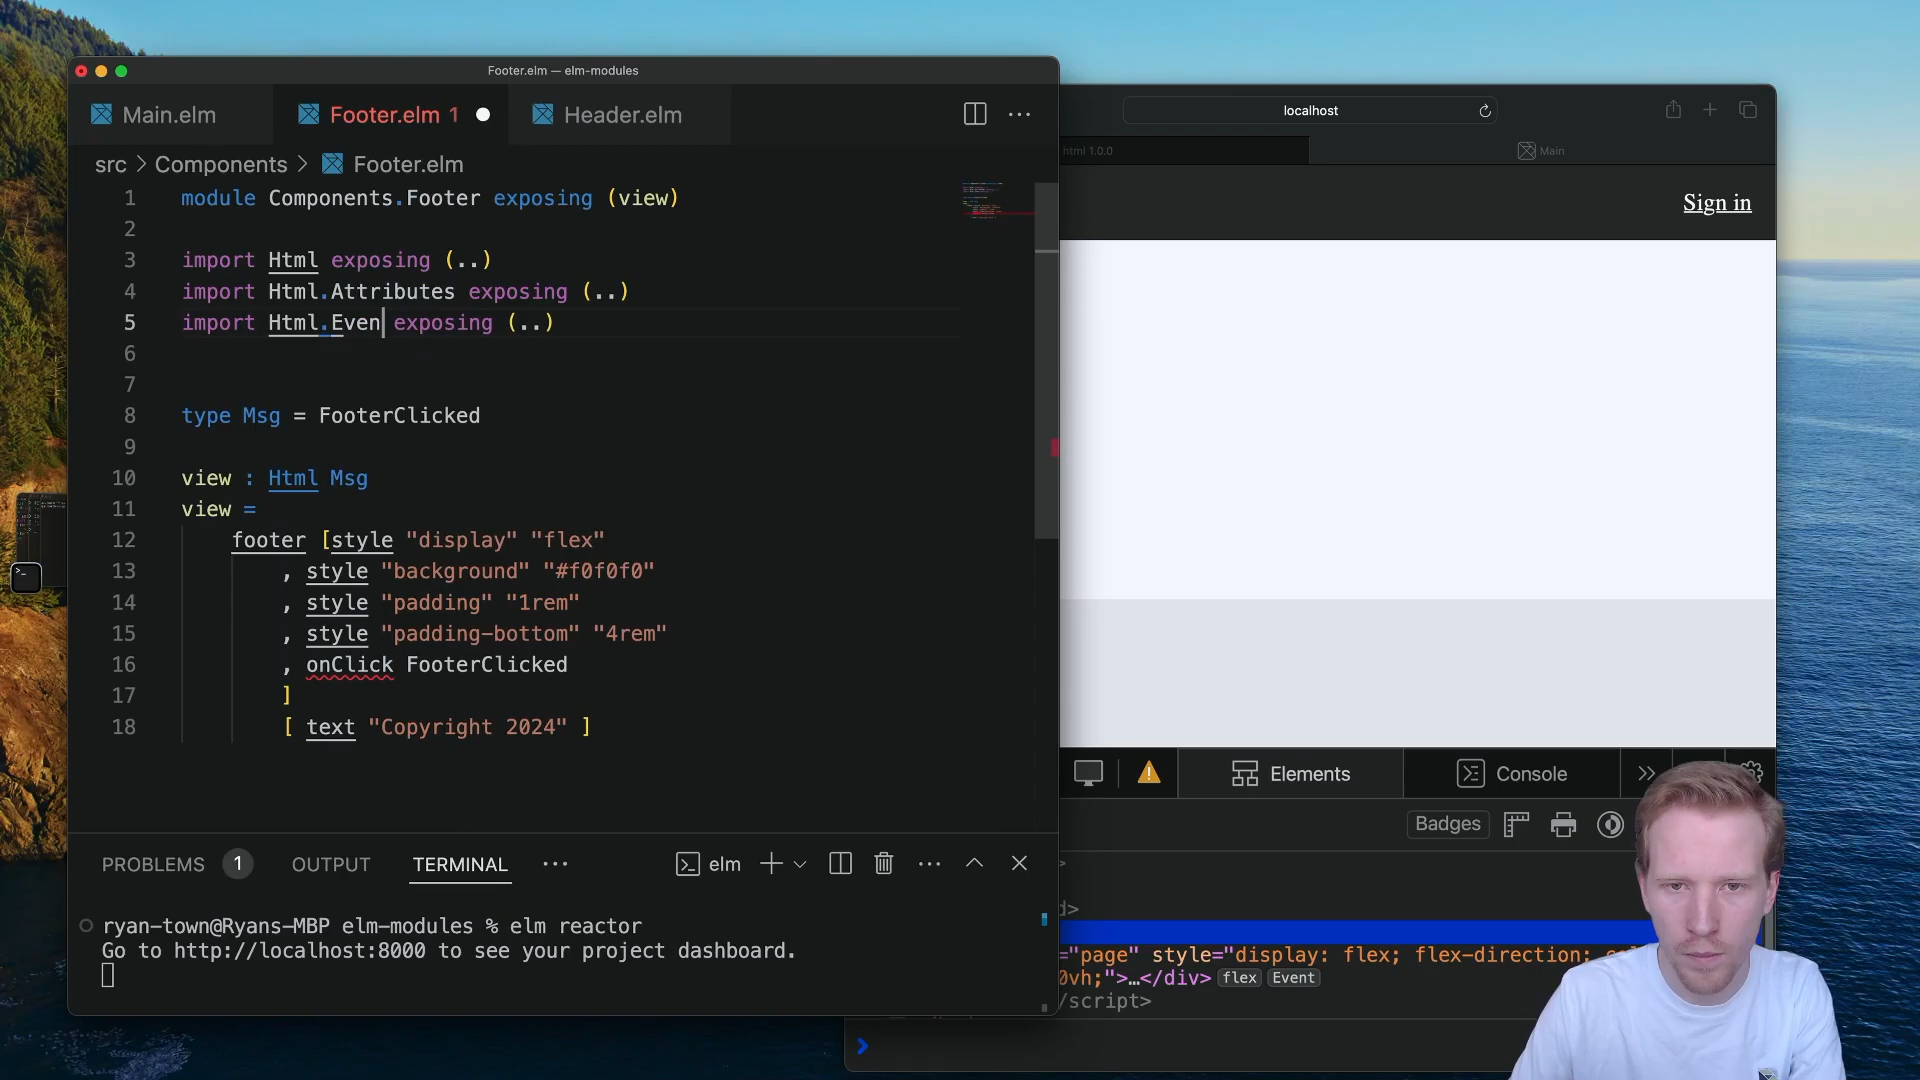 Footer.elm — elm-modules
Main.elm
Footer.elm 1
Header.elm
src > Components > Footer.elm
1 module Components.Footer exposing (view)
2
3 import Html exposing (..)
4 import Html.Attributes exposing (..)
5 import Html.Even exposing (..)
6
7
8 type Msg = FooterClicked
9
10 view : Html Msg
11 view =
12 footer [style "display" "flex"
13 , style "background" "#f0f0f0"
14 , style "padding" "1rem"
15 , style "padding-bottom" "4rem"
16 , onClick FooterClicked
17 ]
18 [ text "Copyright 2024" ]
PROBLEMS 1 OUTPUT TERMINAL ··· elm
ryan-town@Ryans-MBP elm-modules % elm reactor
Go to http://localhost:8000 to see your project dashboard.
localhost
html 1.0.0
Main
Sign in
Elements
Console
Badges
>
d>
="page" style="display: flex; flex-direction:
0vh;">…</div> flex Event
/script>